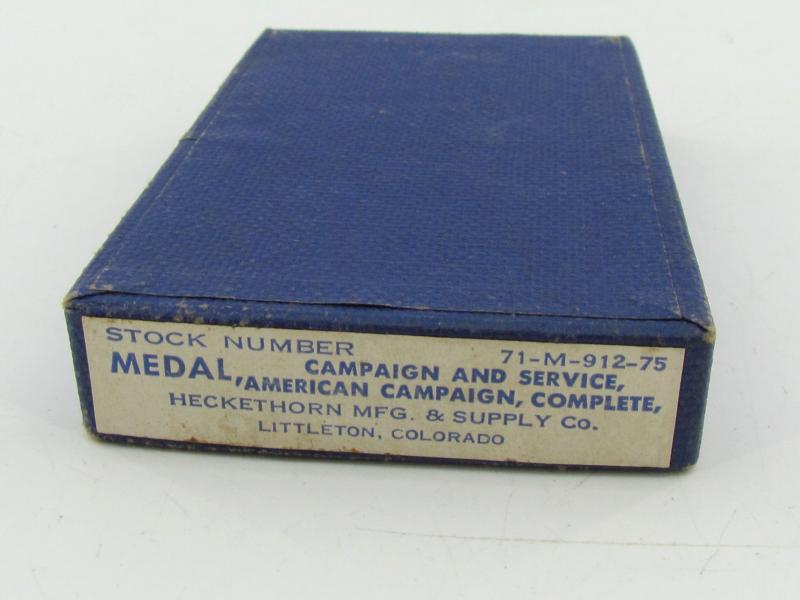 STOCK NUMBER 71-M-912-75
MEDAL, CAMPAIGN AND SERVICE,
AMERICAN CAMPAIGN, COMPLETE,
HECKETHORN MFG. & SUPPLY CO.
LITTLETON, COLORADO